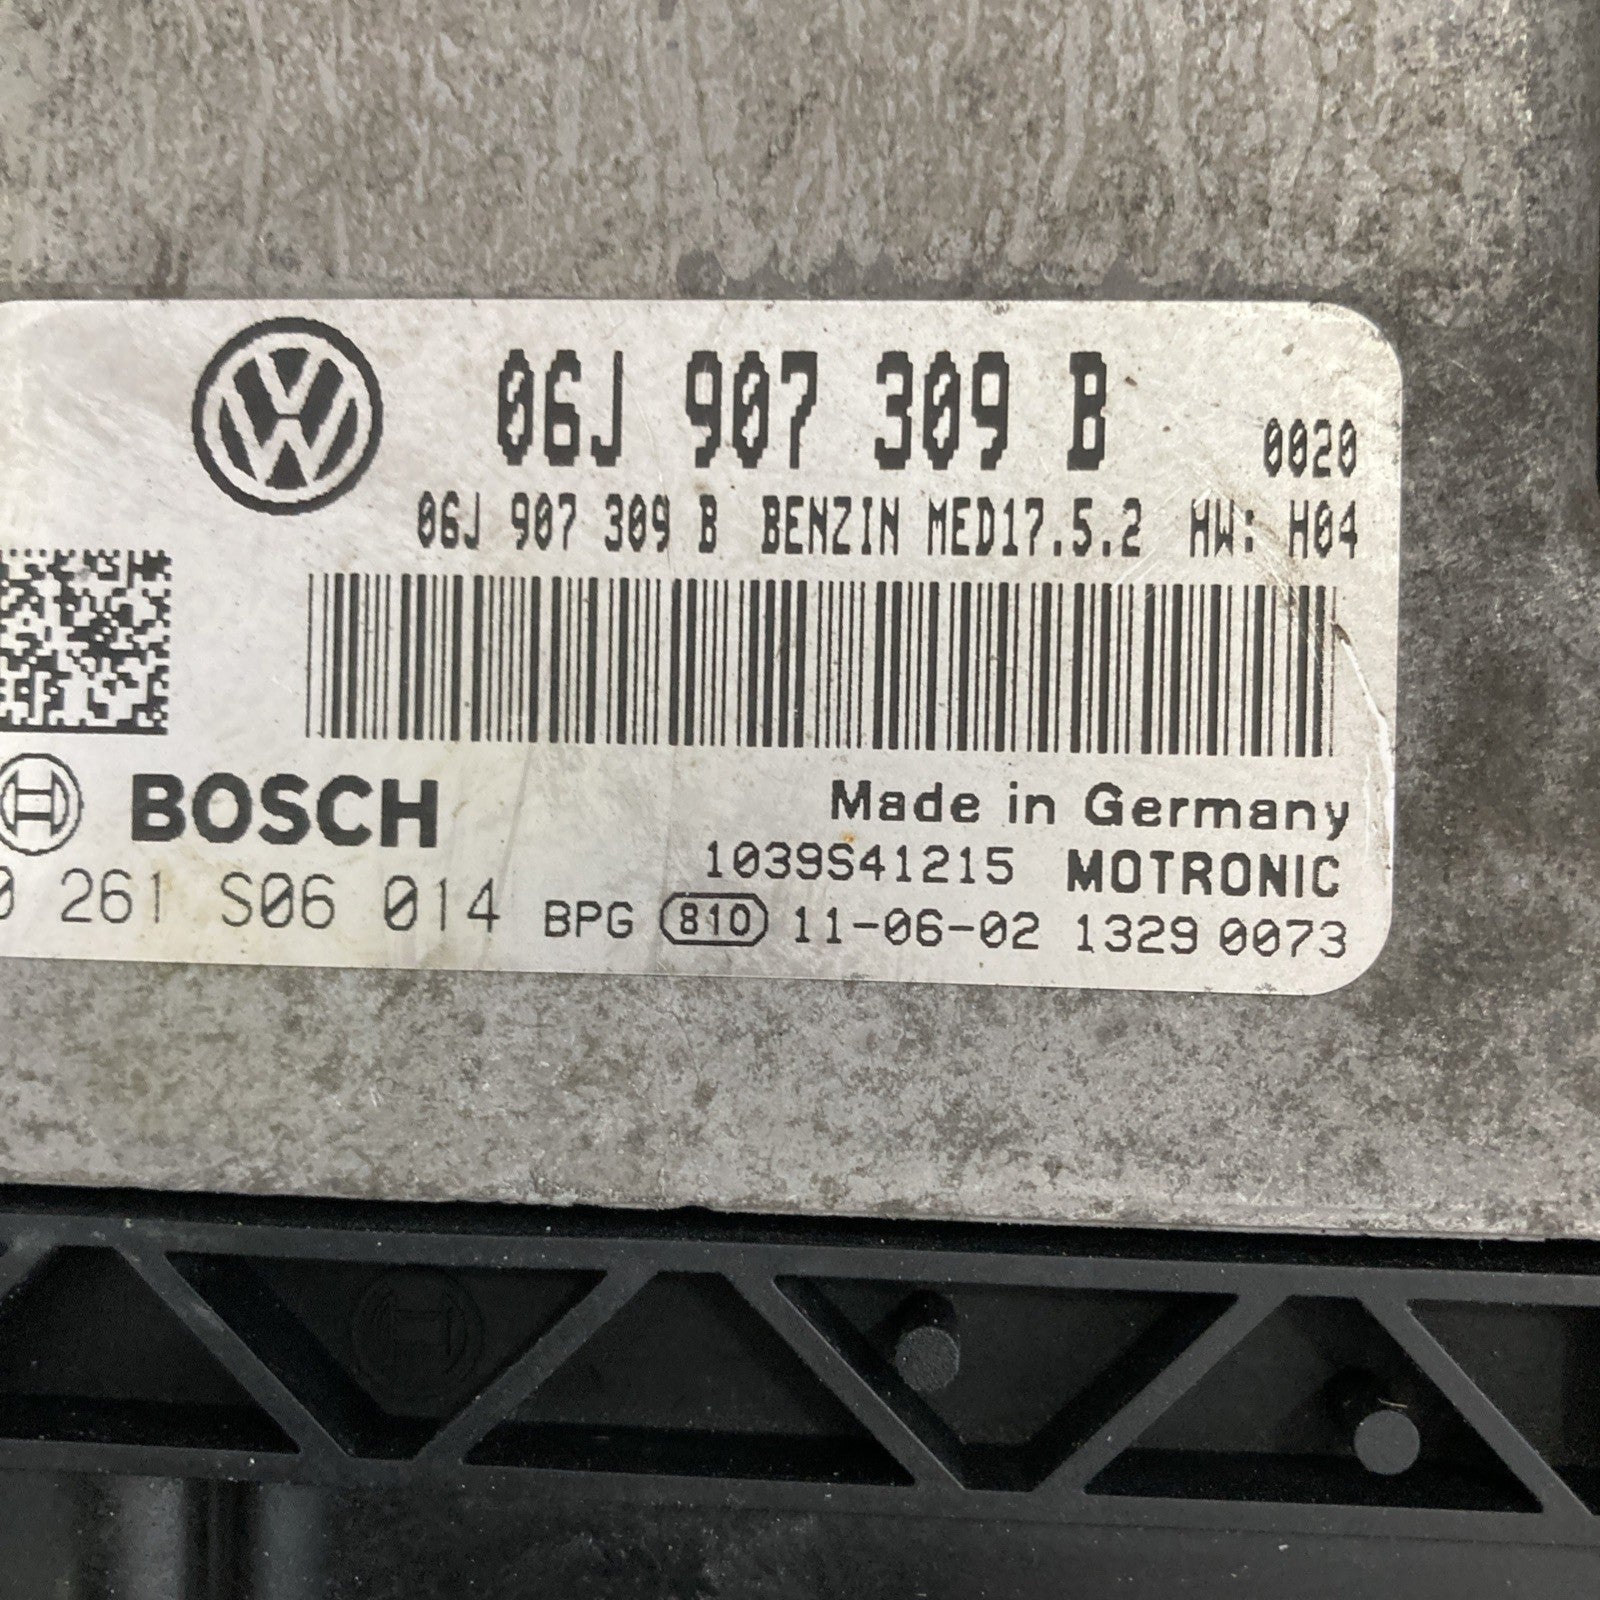 06J 907 309 B 0020
06J 907 309 B BENZIN MED17.5.2 HW: H04
BOSCH Made in Germany
1039S41215 MOTRONIC
0 261 S06 014 BPG 810 11-06-02 1329 0073